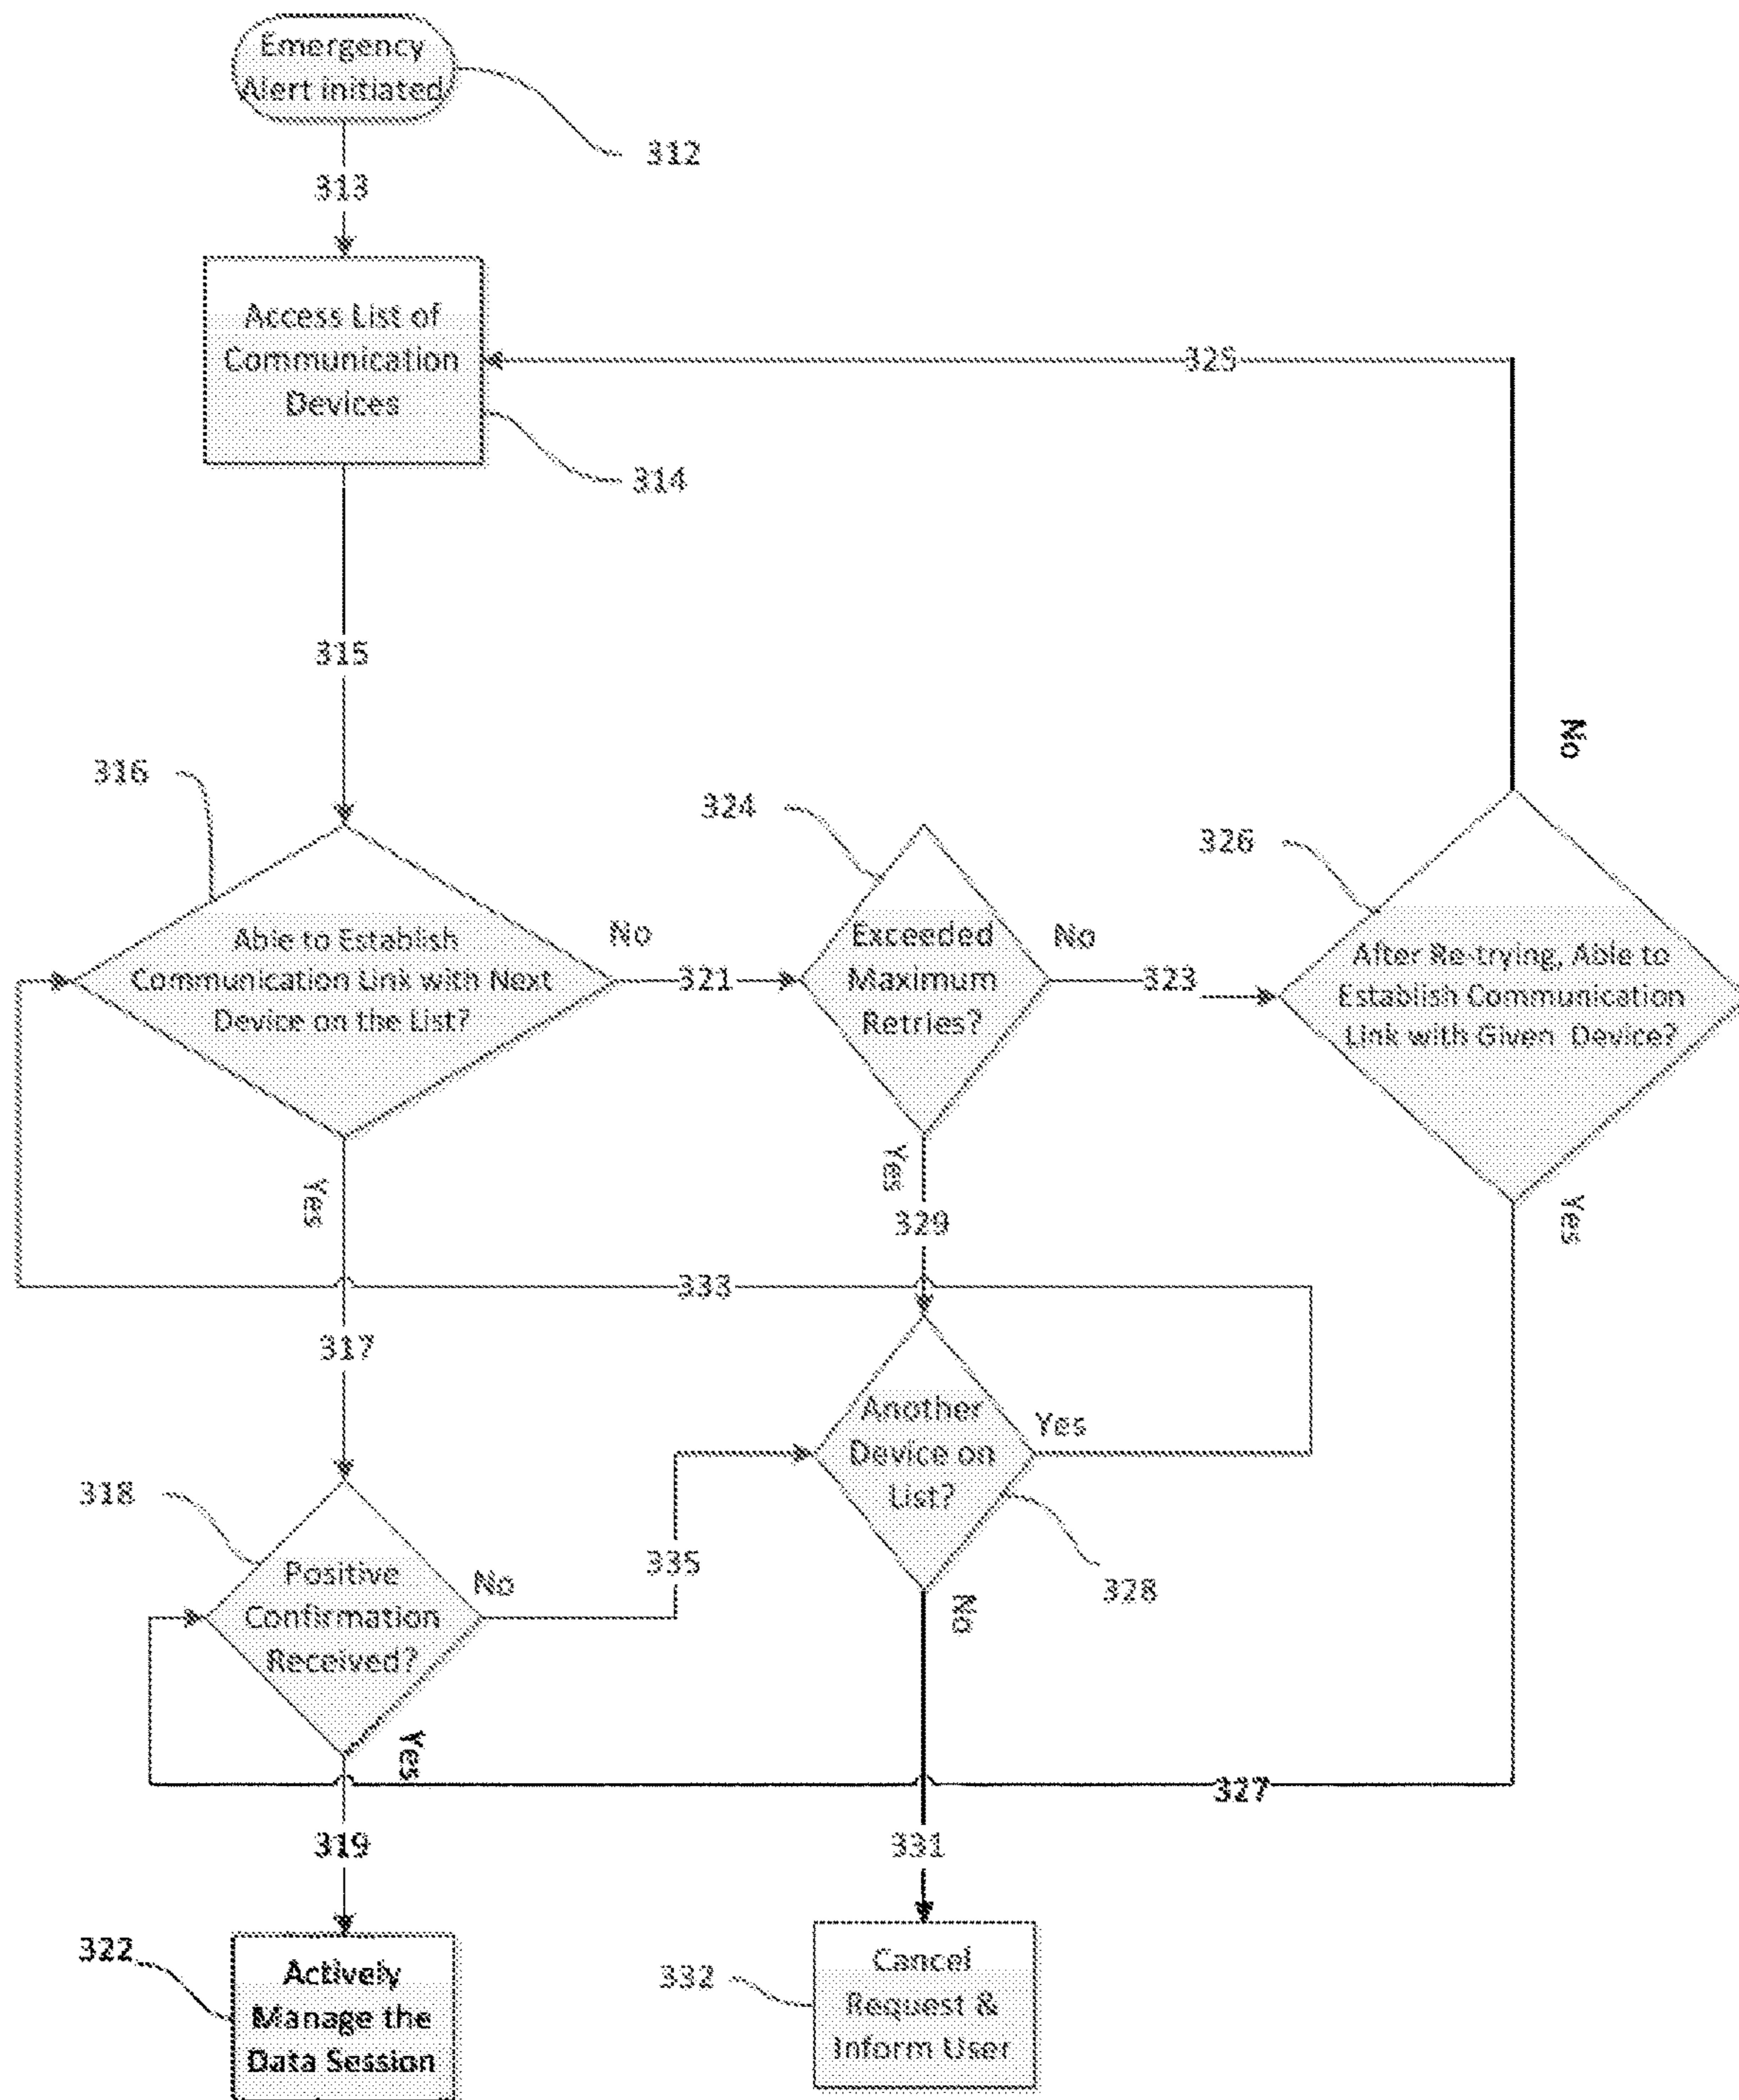 Emergency
Alert initiated
312
313
Access List of
Communication
Devices
325
314
315
No
316
324
326
Able to Establish
Communication Link with Next
Device on the List?
No
321
Exceeded
Maximum
Retries?
No
323
After Re-trying, Able to
Establish Communication
Link with Given Device?
Yes
Yes
329
Yes
333
317
Another
Device on
List?
Yes
318
Positive
Confirmation
Received?
No
335
328
No
Yes
327
319
331
322
Actively
Manage the
Data Session
332
Cancel
Request &
Inform User